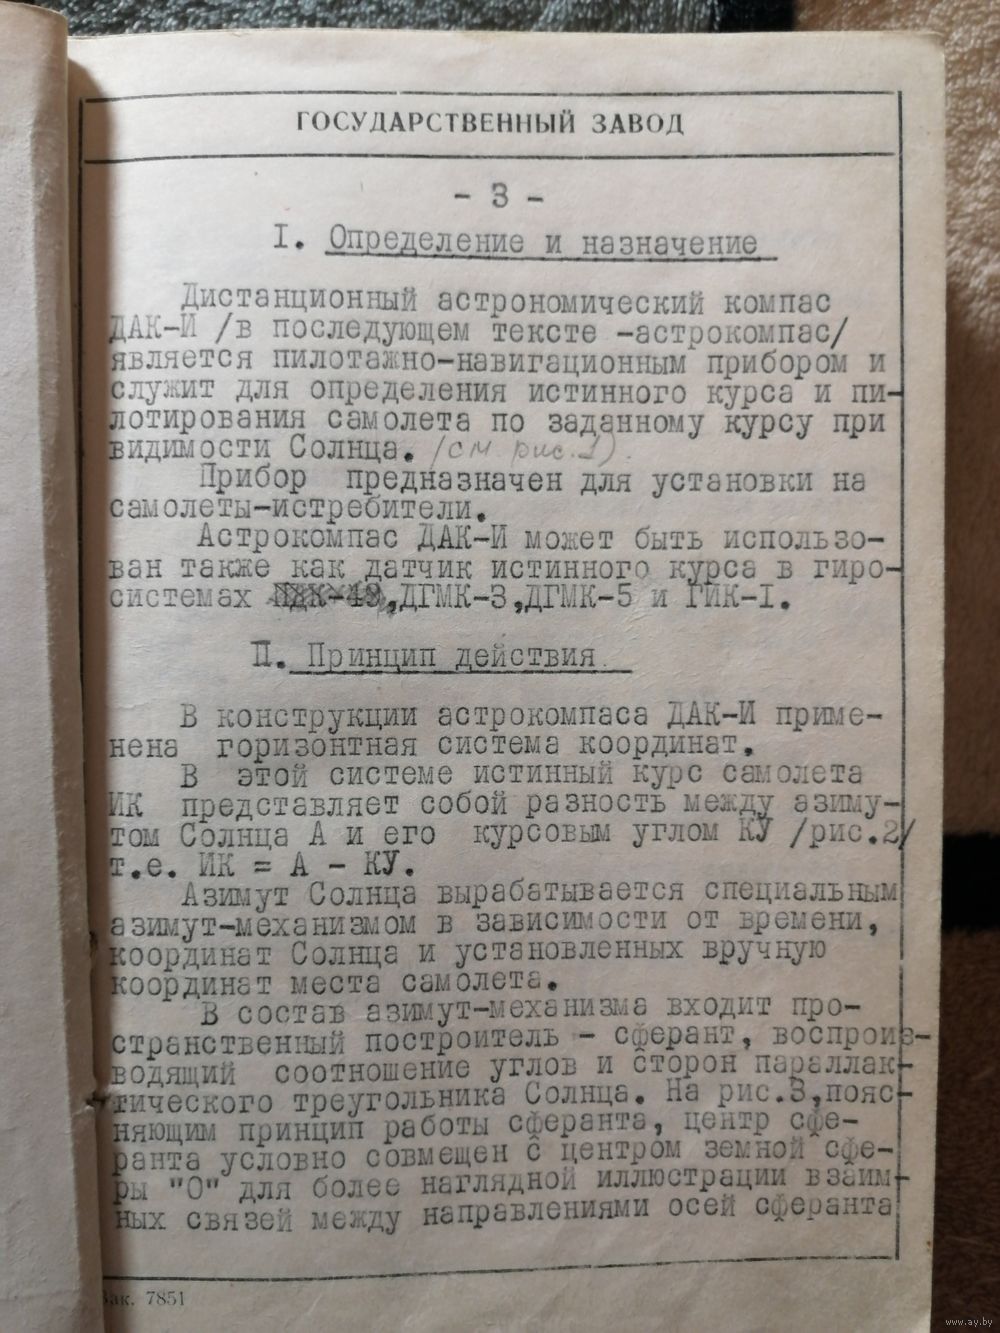 ГОСУДАРСТВЕННЫЙ ЗАВОД
- 3 -
I. Определение и назначение
Дистанционный астрономический компас
ДАК-И /в последующем тексте -астрокомпас/
является пилотажно-навигационным прибором и
служит для определения истинного курса и пи-
лотирования самолета по заданному курсу при
видимости Солнца. /см. рис. 1).
Прибор предназначен для установки на
самолеты-истребители.
Астрокомпас ДАК-И может быть использо-
ван также как датчик истинного курса в гиро-
системах ,ДГМК-3,ДГМК-5 и ГИК-I.
II. Принцип действия
В конструкции астрокомпаса ДАК-И приме-
нена горизонтная система координат.
В этой системе истинный курс самолета
ИК представляет собой разность между азиму-
том Солнца А и его курсовым углом КУ /рис.2/
т.е. ИК = А - КУ.
Азимут Солнца вырабатывается специальным
азимут-механизмом в зависимости от времени,
координат Солнца и установленных вручную
координат места самолета.
В состав азимут-механизма входит про-
странственный построитель - сферант, воспроиз-
водящий соотношение углов и сторон параллак-
тического треугольника Солнца. На рис.3,пояс-
няющим принцип работы сферанта, центр сфе-
ранта условно совмещен с центром земной сфе-
ры "О" для более наглядной иллюстрации взаим-
ных связей между направлениями осей сферанта
Зак. 7851
www.ay.by